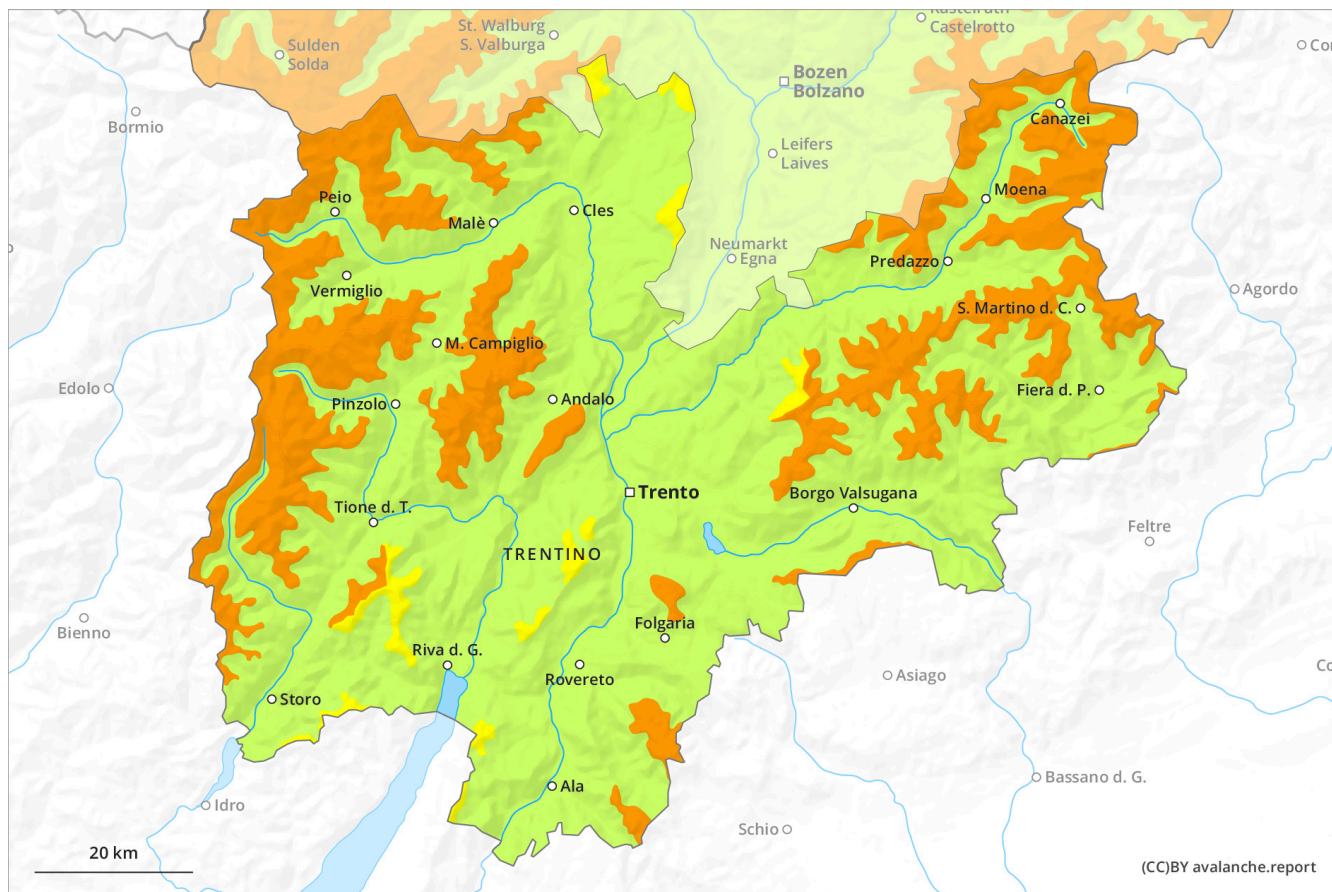 Kastelruth
Castelrotto
St. Walburg
S. Valburga
Sulden
Solda
Bozen
Bolzano
Bormio
Canazei
Leifers
Laives
Moena
Peio
Malè
Cles
Neumarkt
Egna
Predazzo
Vermiglio
Agordo
S. Martino d. C.
M. Campiglio
Edolo
Pinzolo
Andalo
Fiera d. P.
Trento
Borgo Valsugana
Tione d. T.
Feltre
TRENTINO
Bienno
Folgaria
Riva d. G.
Rovereto
Asiago
Storo
Bassano d. G.
Ala
Idro
Schio
20 km
(CC)BY avalanche.report